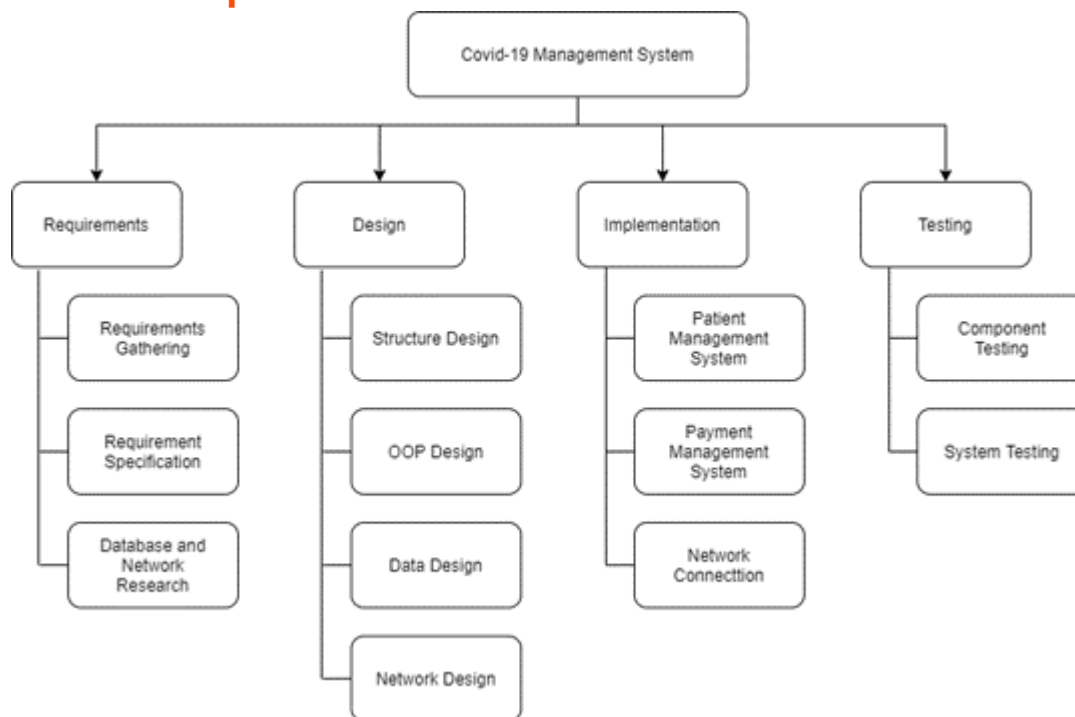 Covid-19 Management System
Requirements
Design
Implementation
Testing
Requirements
Gathering
Structure Design
Patient
Management
System
Component
Testing
Requirement
Specification
OOP Design
Payment
Management
System
System Testing
Database and
Network
Research
Data Design
Network
Connecttion
Network Design